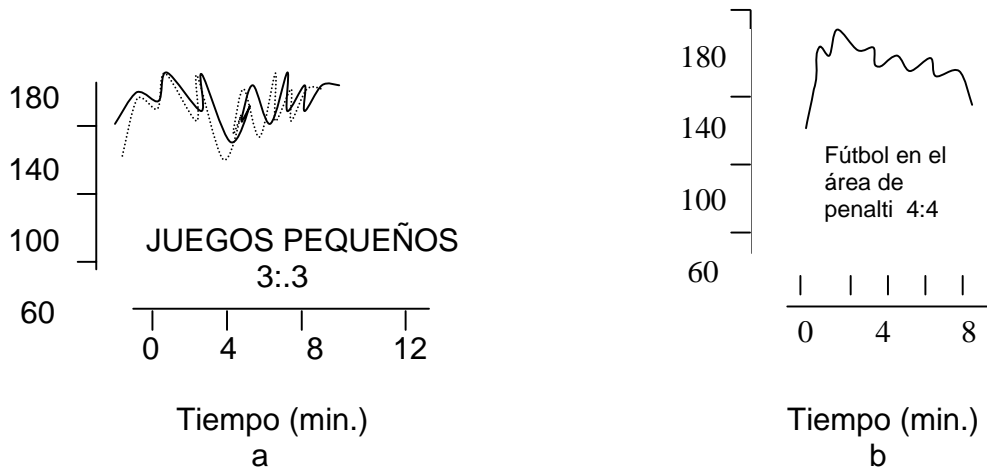 180
140
100
60
JUEGOS PEQUEÑOS
3:.3
0 4 8 12
Tiempo (min.)
a
180
140
100
60
Fútbol en el
área de
penalti 4:4
0 4 8
Tiempo (min.)
b